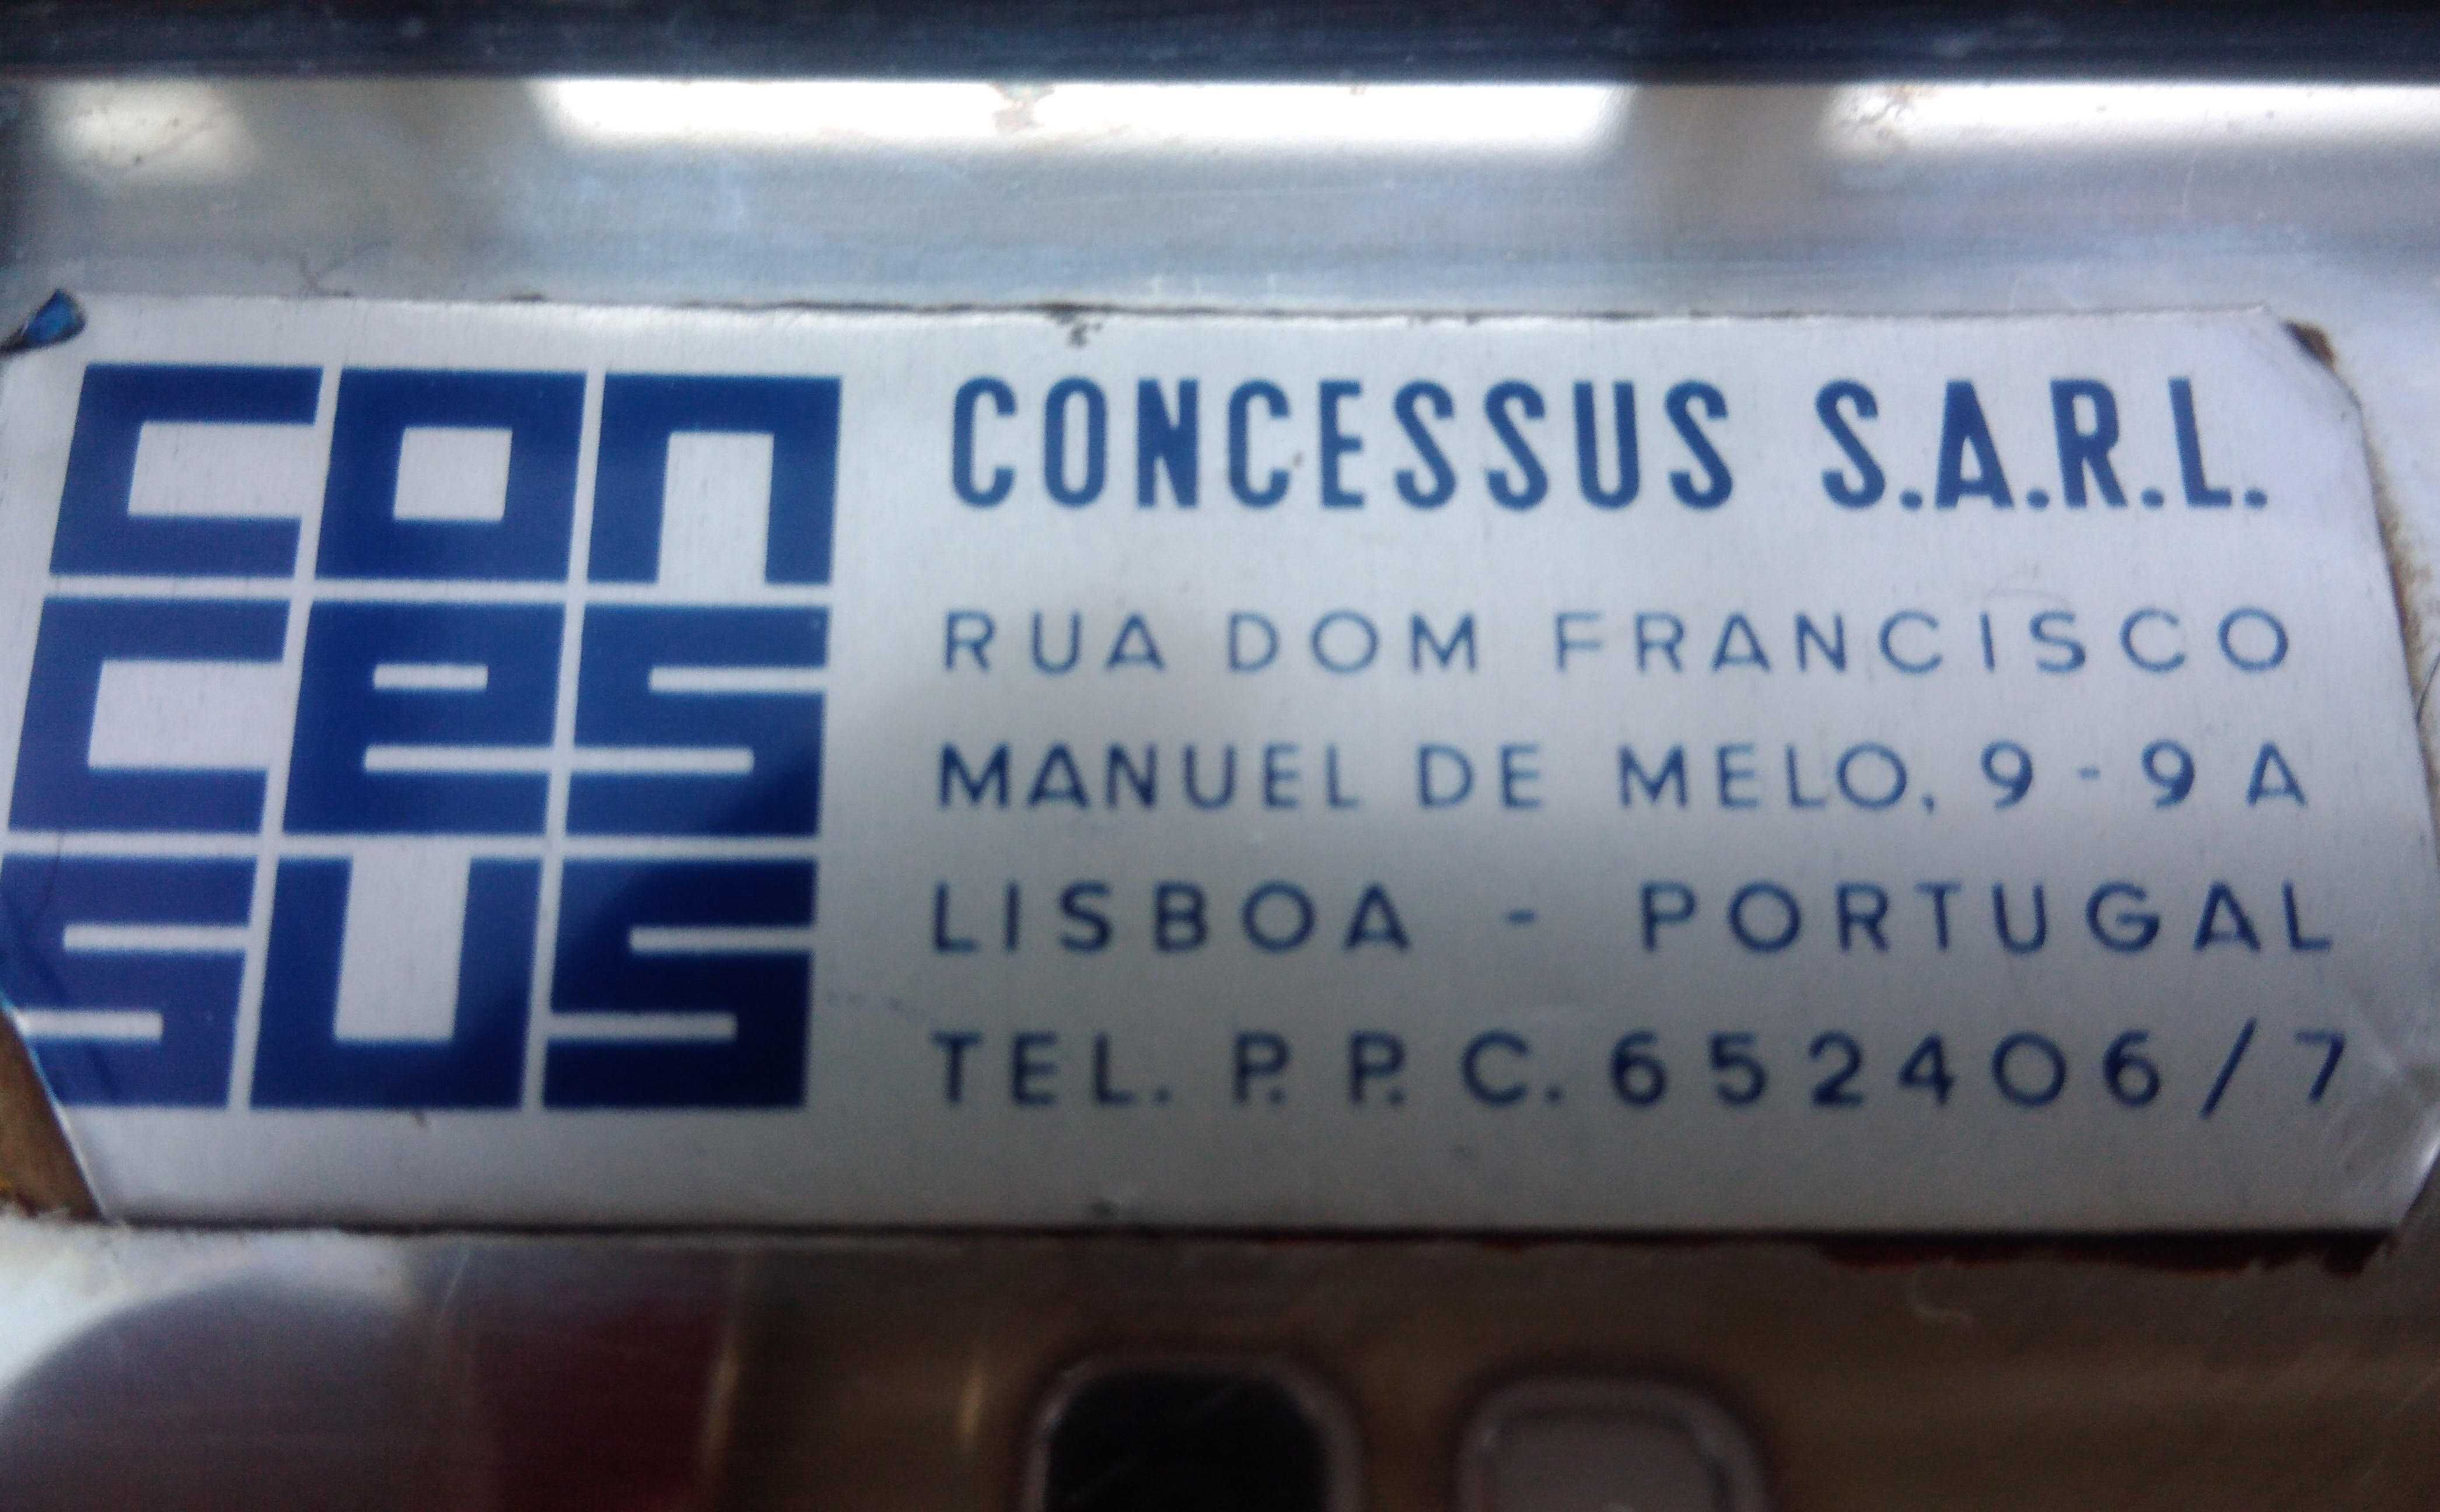 con
ces
sus
CONCESSUS S.A.R.L.
RUA DOM FRANCISCO
MANUEL DE MELO, 9-9A
LISBOA - PORTUGAL
TEL. P.P.C. 652406/7